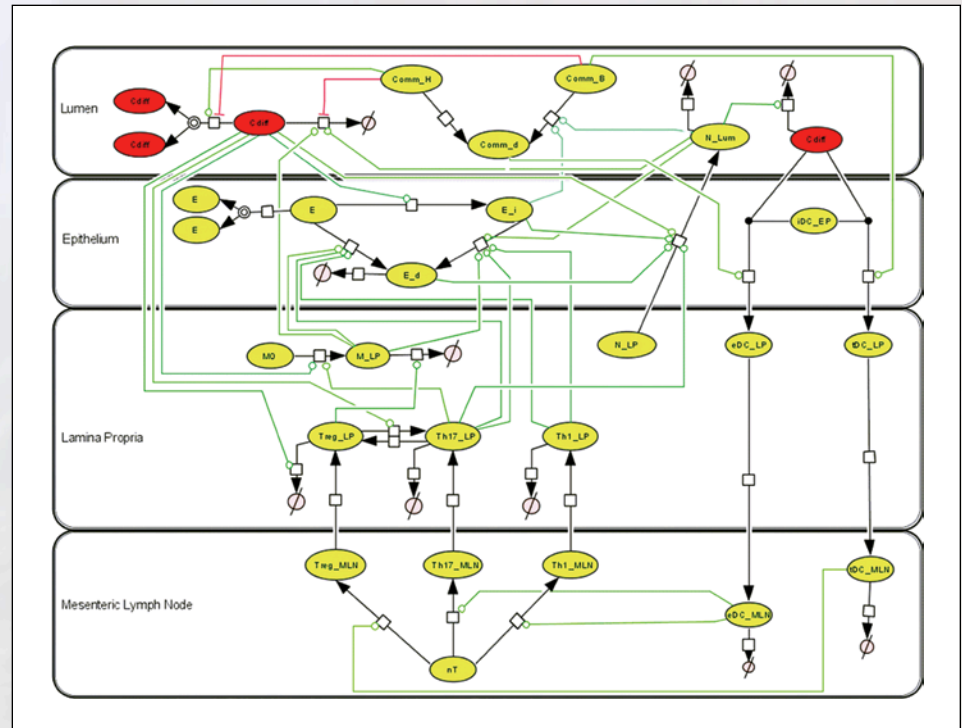 Lumen
Cdiff
Cdiff
Cdiff
Comm_H
Comm_B
Comm_d
N_Lum
Cdiff
Epithelium
E
E
E
E_i
E_d
iDC_EP
Lamina Propria
M0
M_LP
N_LP
eDC_LP
tDC_LP
Treg_LP
Th17_LP
Th1_LP
Mesenteric Lymph Node
Treg_MLN
Th17_MLN
Th1_MLN
tDC_MLN
eDC_MLN
nT